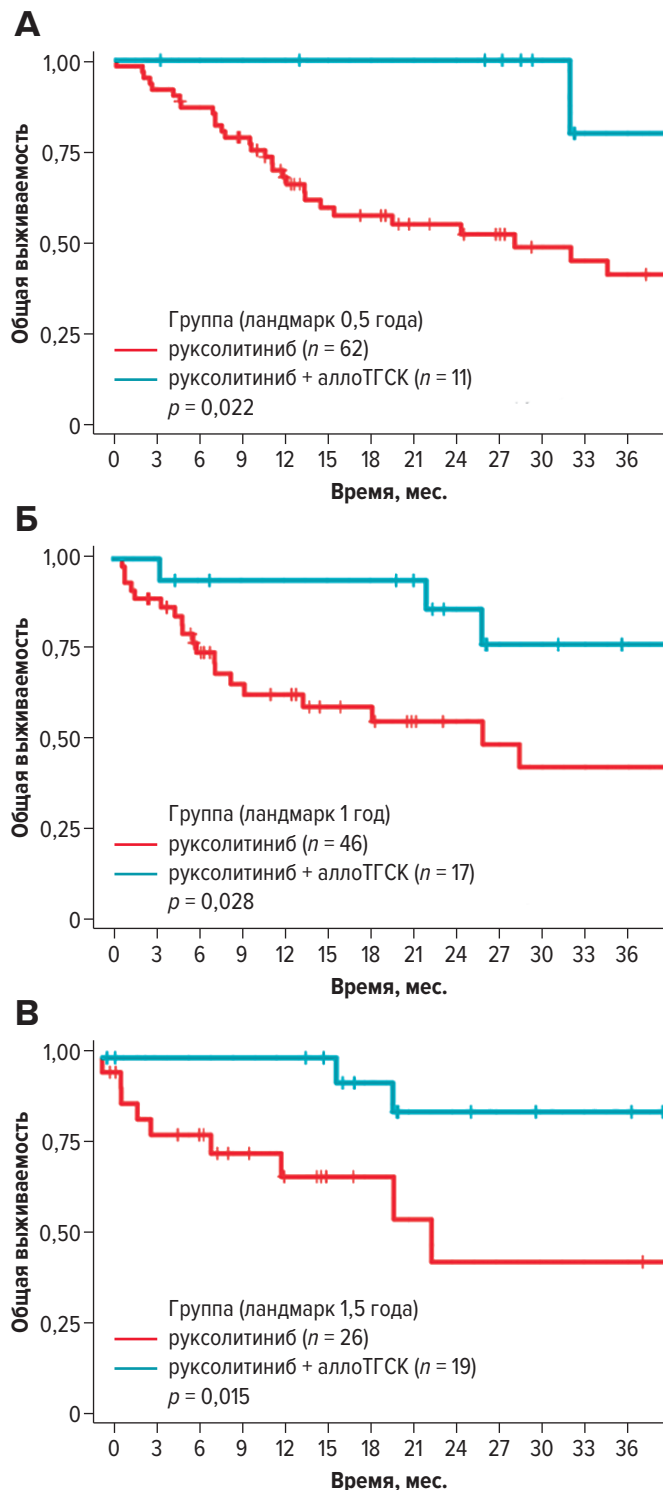 А
Общая выживаемость
1,00
0,75
0,50
0,25
0
Группа (ландмарк 0,5 года)
руксолитиниб (n = 62)
руксолитиниб + аллоТГСК (n = 11)
p = 0,022
0 3 6 9 12 15 18 21 24 27 30 33 36
Время, мес.
Б
Общая выживаемость
1,00
0,75
0,50
0,25
0
Группа (ландмарк 1 год)
руксолитиниб (n = 46)
руксолитиниб + аллоТГСК (n = 17)
p = 0,028
0 3 6 9 12 15 18 21 24 27 30 33 36
Время, мес.
В
Общая выживаемость
1,00
0,75
0,50
0,25
0
Группа (ландмарк 1,5 года)
руксолитиниб (n = 26)
руксолитиниб + аллоТГСК (n = 19)
p = 0,015
0 3 6 9 12 15 18 21 24 27 30 33 36
Время, мес.